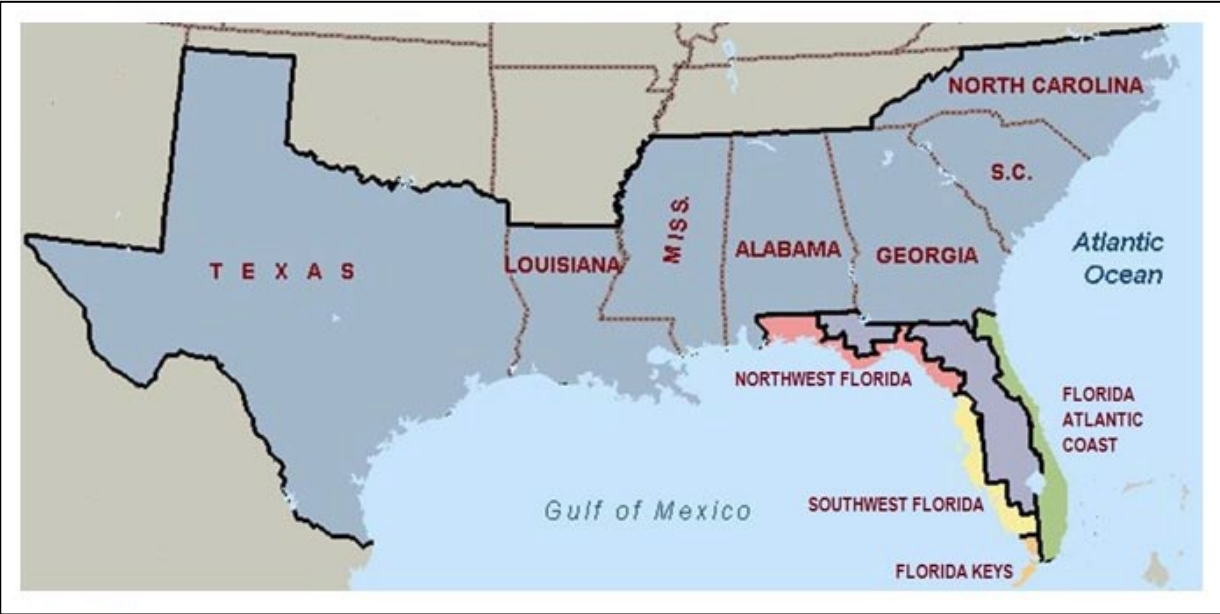 NORTH CAROLINA
S.C.
MISS.
Atlantic
Ocean
ALABAMA
GEORGIA
LOUISIANA
TEXAS
NORTHWEST FLORIDA
FLORIDA
ATLANTIC
COAST
Gulf of Mexico
SOUTHWEST FLORIDA
FLORIDA KEYS